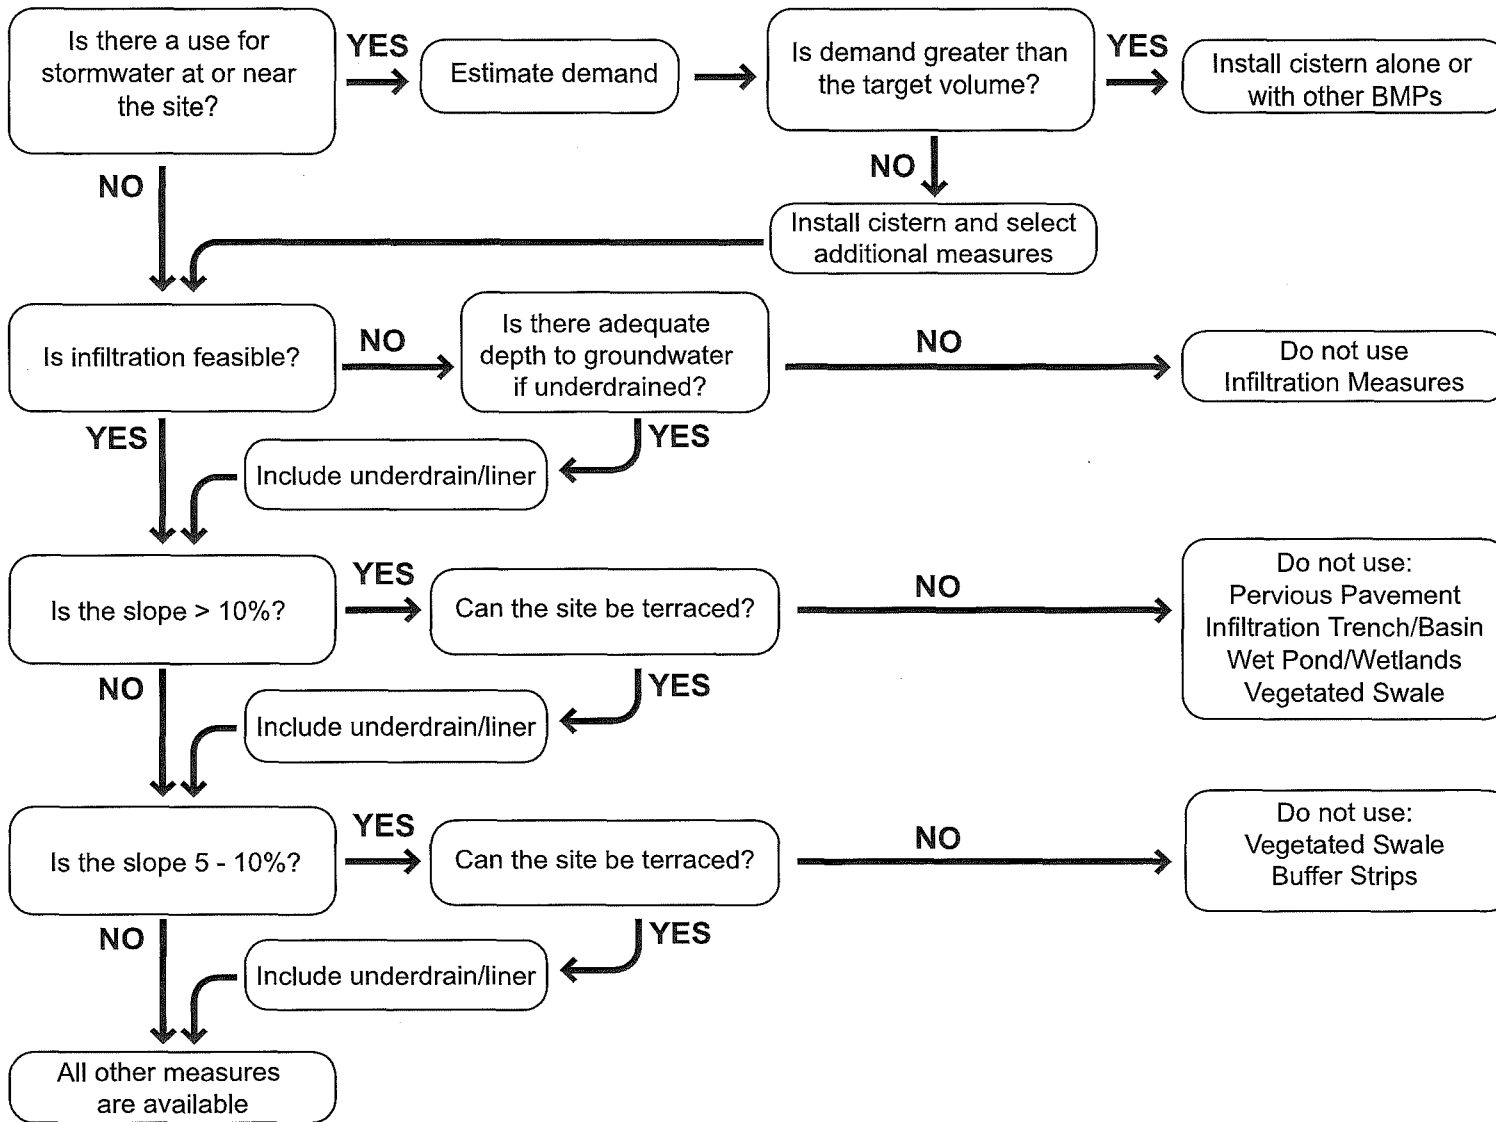 Is there a use for
stormwater at or near
the site?
YES
Estimate demand
Is demand greater than
the target volume?
YES
Install cistern alone or
with other BMPs
NO
NO
Install cistern and select
additional measures
Is infiltration feasible?
NO
Is there adequate
depth to groundwater
if underdrained?
NO
Do not use
Infiltration Measures
YES
YES
Include underdrain/liner
Is the slope > 10%?
YES
Can the site be terraced?
NO
Do not use:
Pervious Pavement
Infiltration Trench/Basin
Wet Pond/Wetlands
Vegetated Swale
NO
YES
Include underdrain/liner
Is the slope 5 - 10%?
YES
Can the site be terraced?
NO
Do not use:
Vegetated Swale
Buffer Strips
NO
YES
Include underdrain/liner
All other measures
are available